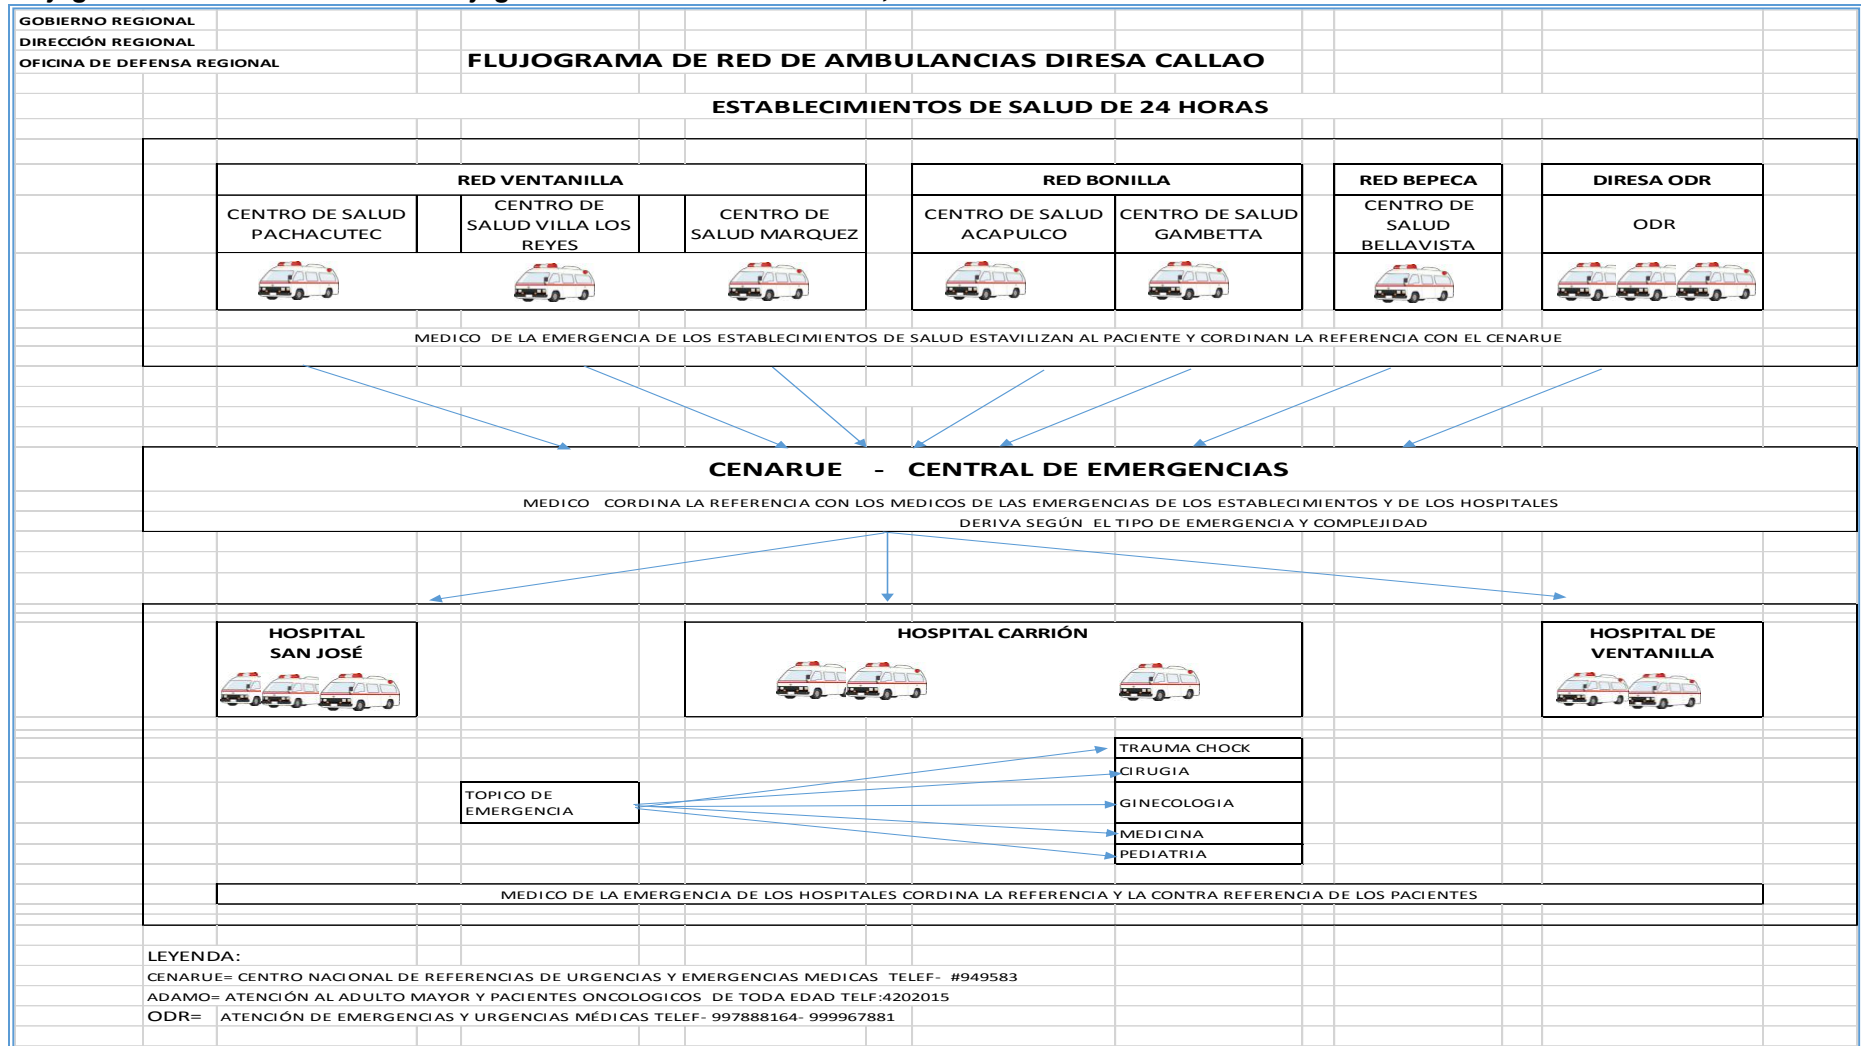 GOBIERNO REGIONAL
DIRECCIÓN REGIONAL
OFICINA DE DEFENSA REGIONAL
FLUJOGRAMA DE RED DE AMBULANCIAS DIRESA CALLAO
ESTABLECIMIENTOS DE SALUD DE 24 HORAS
RED VENTANILLA
RED BONILLA
RED BEPECA
DIRESA ODR
CENTRO DE SALUD
PACHACUTEC
CENTRO DE
SALUD VILLA LOS
REYES
CENTRO DE
SALUD MARQUEZ
CENTRO DE SALUD
ACAPULCO
CENTRO DE SALUD
GAMBETTA
CENTRO DE
SALUD
BELLAVISTA
ODR
MEDICO DE LA EMERGENCIA DE LOS ESTABLECIMIENTOS DE SALUD ESTAVILIZAN AL PACIENTE Y CORDINAN LA REFERENCIA CON EL CENARUE
CENARUE - CENTRAL DE EMERGENCIAS
MEDICO CORDINA LA REFERENCIA CON LOS MEDICOS DE LAS EMERGENCIAS DE LOS ESTABLECIMIENTOS Y DE LOS HOSPITALES
DERIVA SEGÚN EL TIPO DE EMERGENCIA Y COMPLEJIDAD
HOSPITAL
SAN JOSÉ
HOSPITAL CARRIÓN
HOSPITAL DE
VENTANILLA
TOPICO DE
EMERGENCIA
TRAUMA CHOCK
CIRUGIA
GINECOLOGIA
MEDICINA
PEDIATRIA
MEDICO DE LA EMERGENCIA DE LOS HOSPITALES CORDINA LA REFERENCIA Y LA CONTRA REFERENCIA DE LOS PACIENTES
LEYENDA:
CENARUE= CENTRO NACIONAL DE REFERENCIAS DE URGENCIAS Y EMERGENCIAS MEDICAS TELEF- #949583
ADAMO= ATENCIÓN AL ADULTO MAYOR Y PACIENTES ONCOLOGICOS DE TODA EDAD TELF:4202015
ODR= ATENCIÓN DE EMERGENCIAS Y URGENCIAS MÉDICAS TELEF- 997888164- 999967881